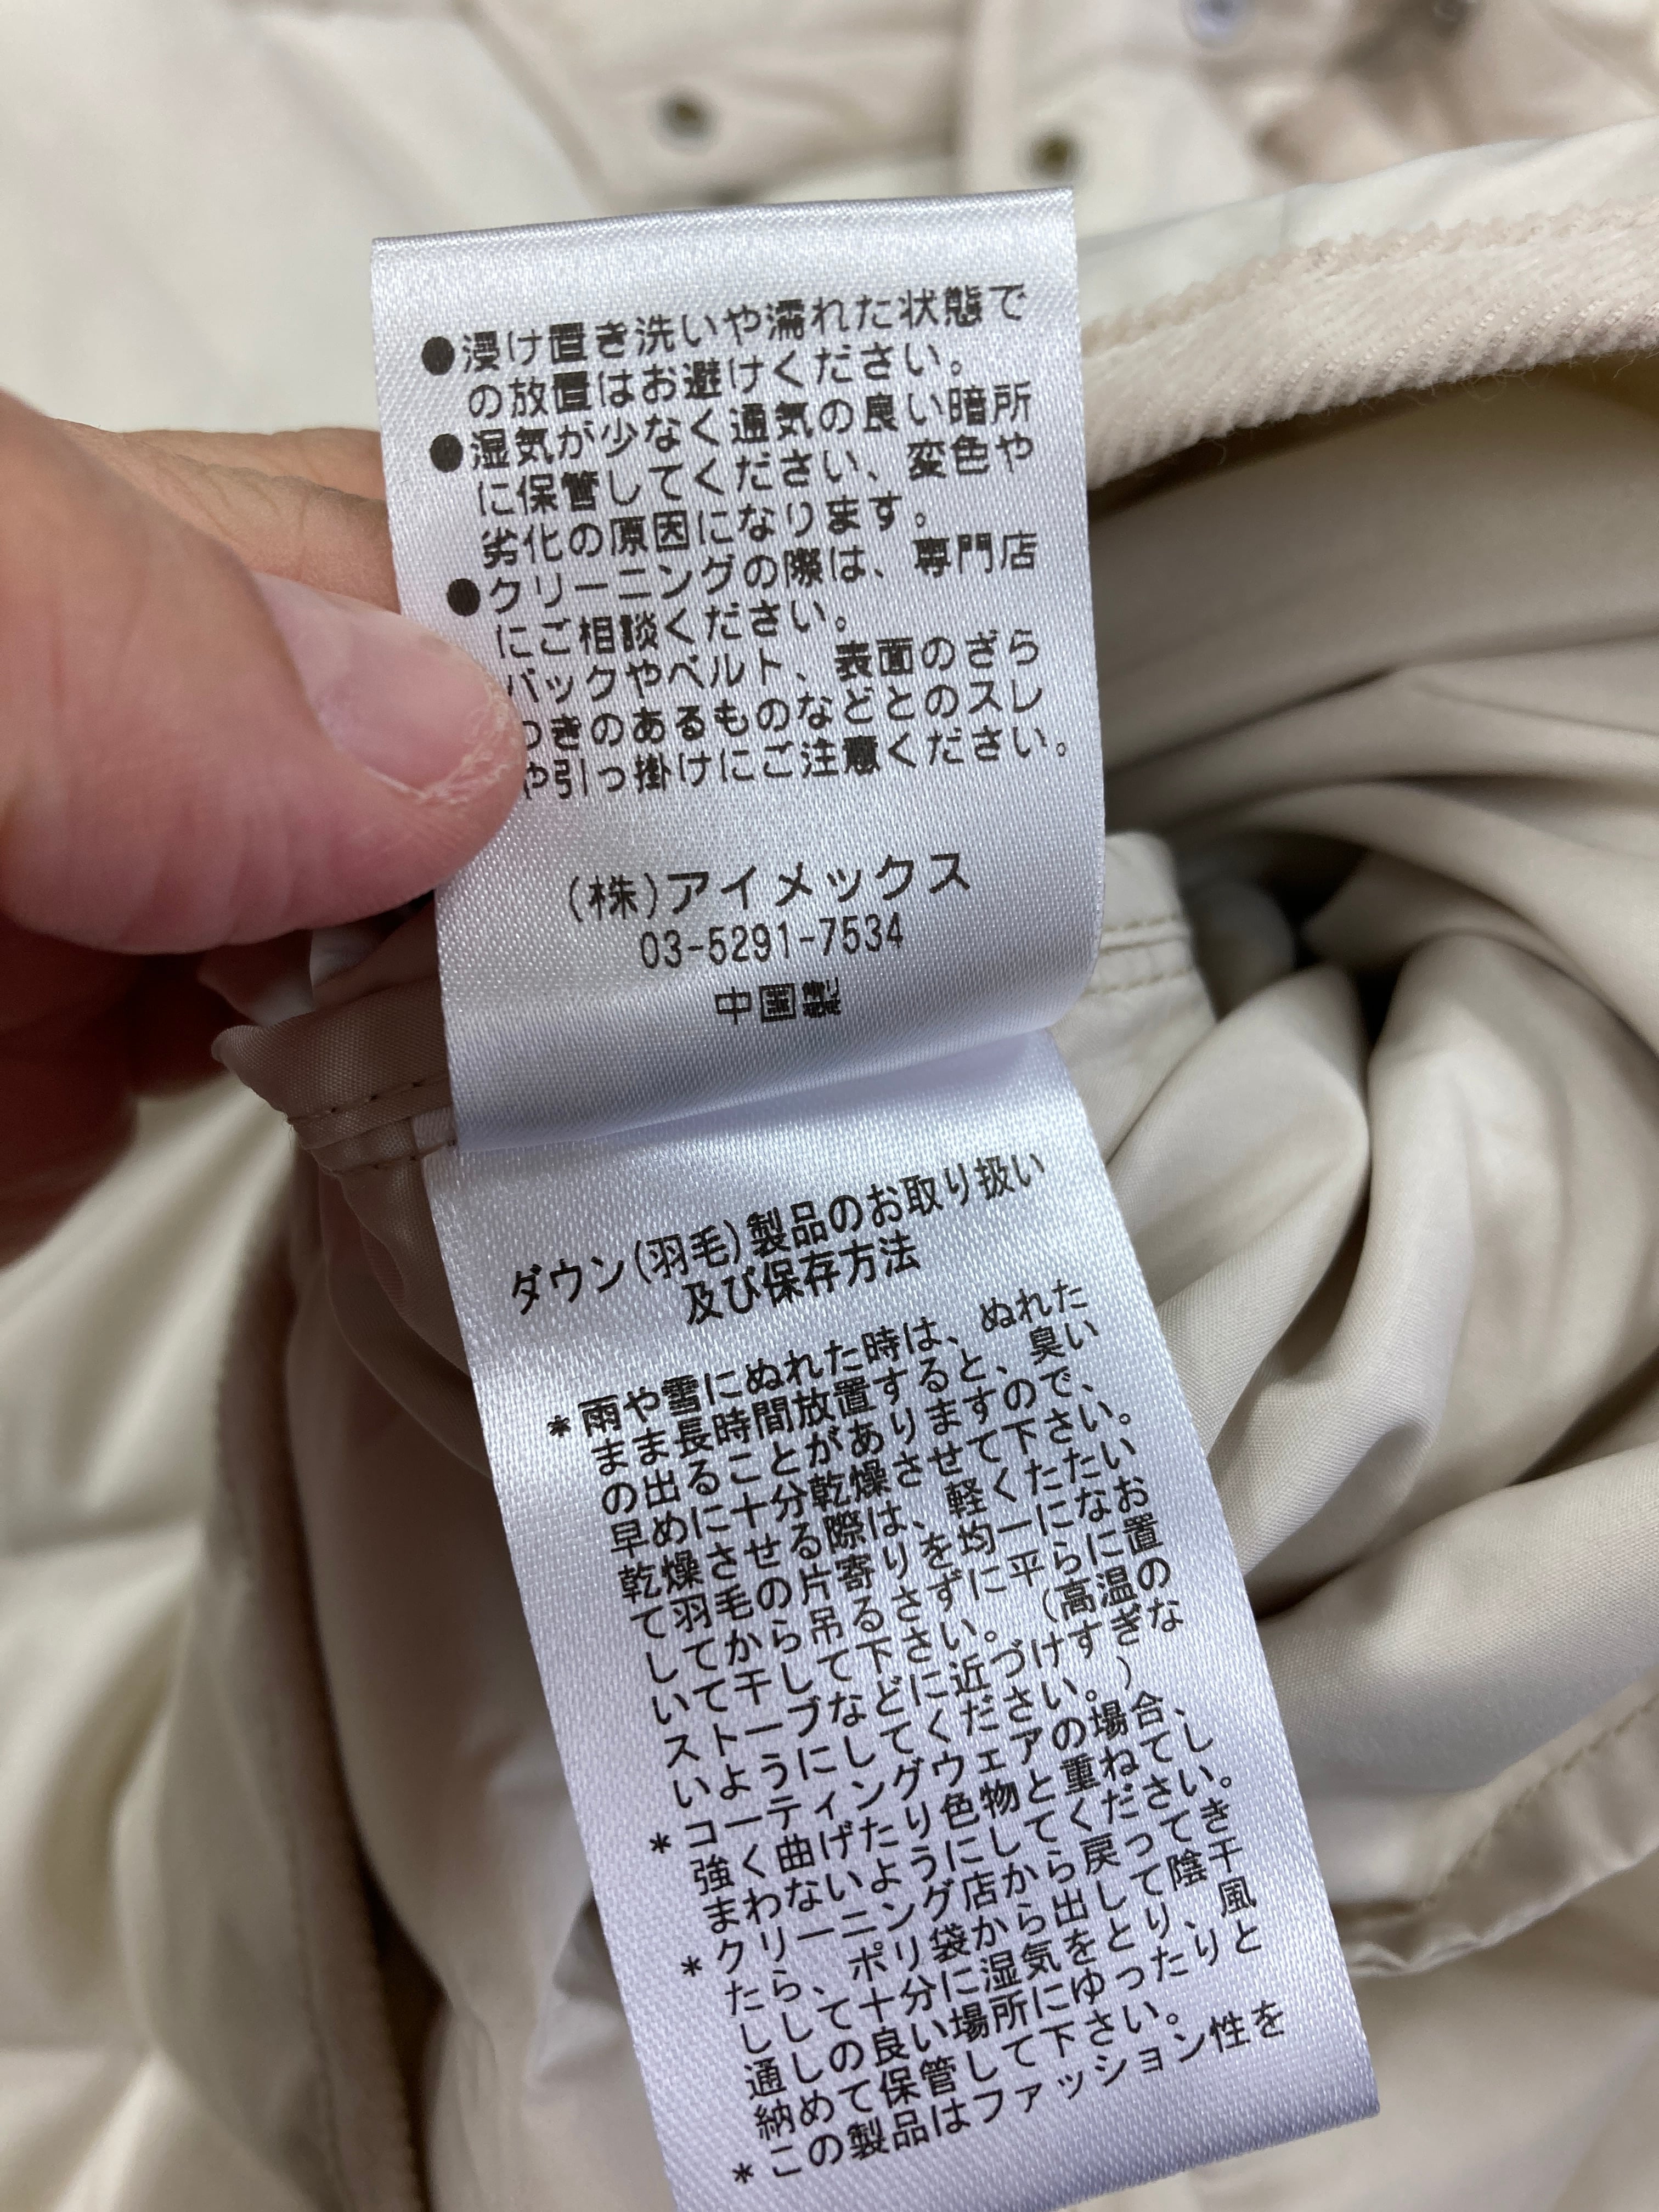 ●浸け置き洗いや濡れた状態で
の放置はお避けください。
●湿気が少なく通気の良い暗所
に保管してください、変色や
劣化の原因になります。
●クリーニングの際は、専門店
にご相談ください。
バックやベルト、表面のざら
つきのあるものなどとのスレ
や引っ掛けにご注意ください。
(株)アイメックス
03-5291-7534
中国製
ダウン(羽毛)製品のお取り扱い
及び保存方法
*雨や雪にぬれた時は、ぬれた
まま長時間放置すると、臭い
の出ることがありますので、
早めに十分乾燥させて下さい。
乾燥させる際は、軽くたたい
て羽毛の片寄りを均一になお
してから吊るさずに平らに置
いて干して下さい。(高温の
ストーブなどに近づけすぎな
いようにしてください。)
*コーティングウェアの場合、
強く曲げたり色物と重ねてし
まわないようにしてください。
*クリーニング店から戻ってき
たら、ポリ袋から出して陰干
しして十分に湿気をとり、風
通しの良い場所にゆったりと
納めて保管して下さい。
*この製品はファッション性を